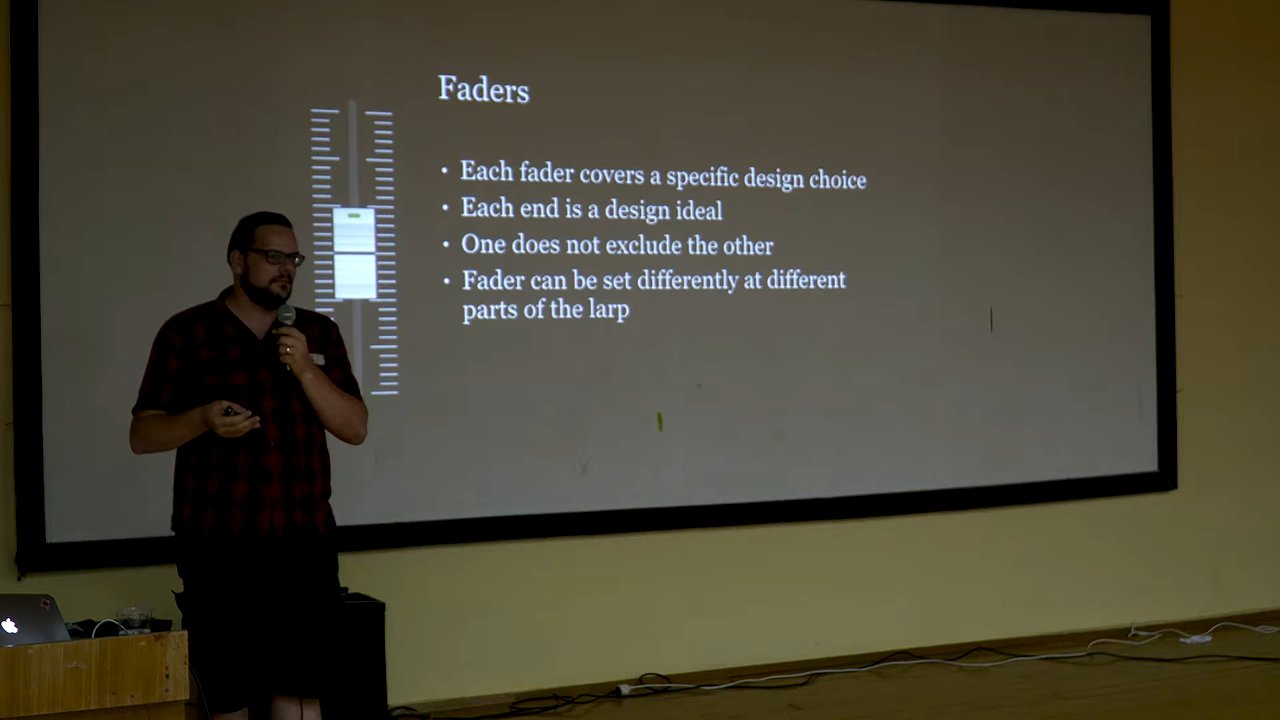 Faders
• Each fader covers a specific design choice
• Each end is a design ideal
• One does not exclude the other
• Fader can be set differently at different
parts of the larp